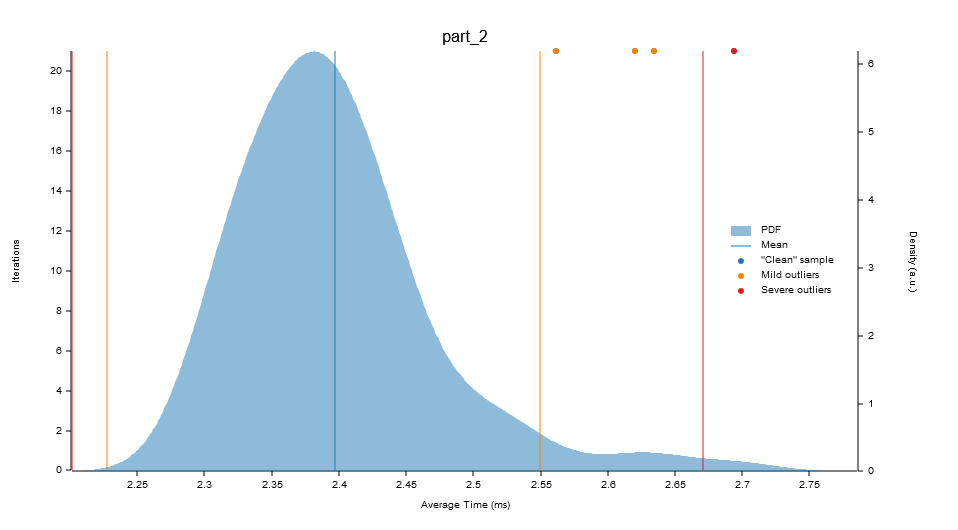 part_2
20
18
16
14
12
10
8
6
4
2
0
Iterations
6
5
4
3
2
1
0
Density (a.u.)
PDF
Mean
"Clean" sample
Mild outliers
Severe outliers
2.25 2.3 2.35 2.4 2.45 2.5 2.55 2.6 2.65 2.7 2.75
Average Time (ms)